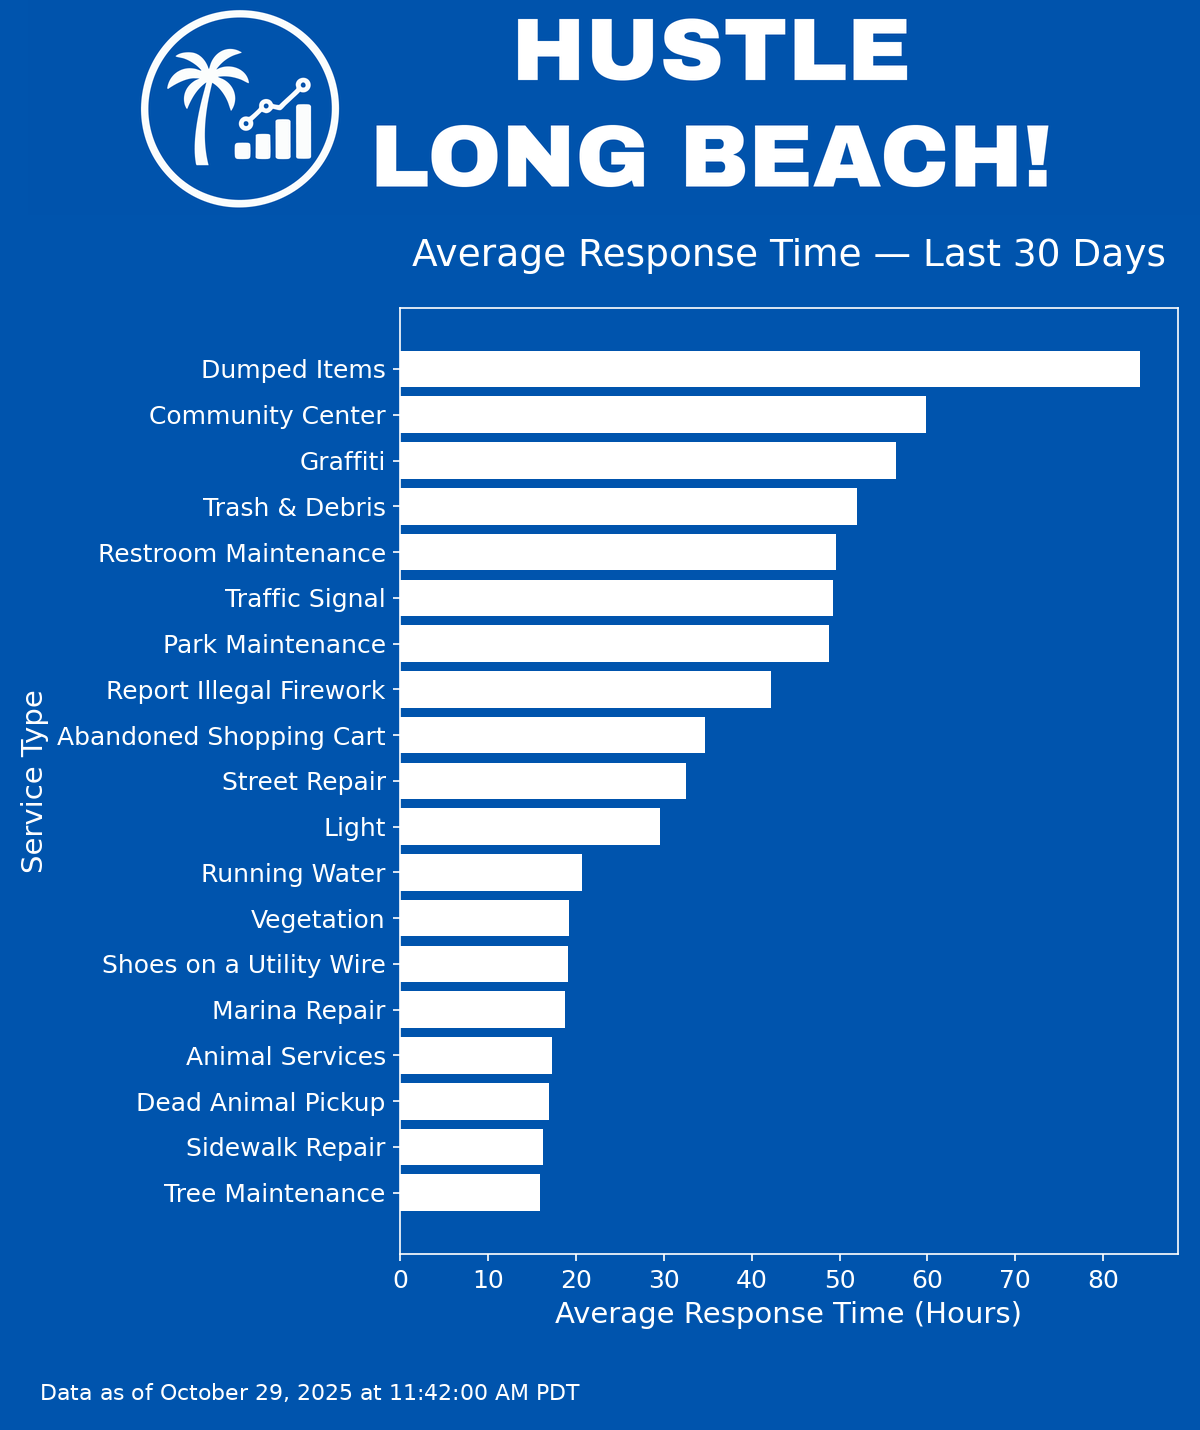 HUSTLE
LONG BEACH!
Average Response Time — Last 30 Days
Dumped Items
Community Center
Graffiti
Trash & Debris
Restroom Maintenance
Traffic Signal
Park Maintenance
Report Illegal Firework
Abandoned Shopping Cart
Street Repair
Light
Running Water
Vegetation
Shoes on a Utility Wire
Marina Repair
Animal Services
Dead Animal Pickup
Sidewalk Repair
Tree Maintenance
Service Type
0 10 20 30 40 50 60 70 80
Average Response Time (Hours)
Data as of October 29, 2025 at 11:42:00 AM PDT